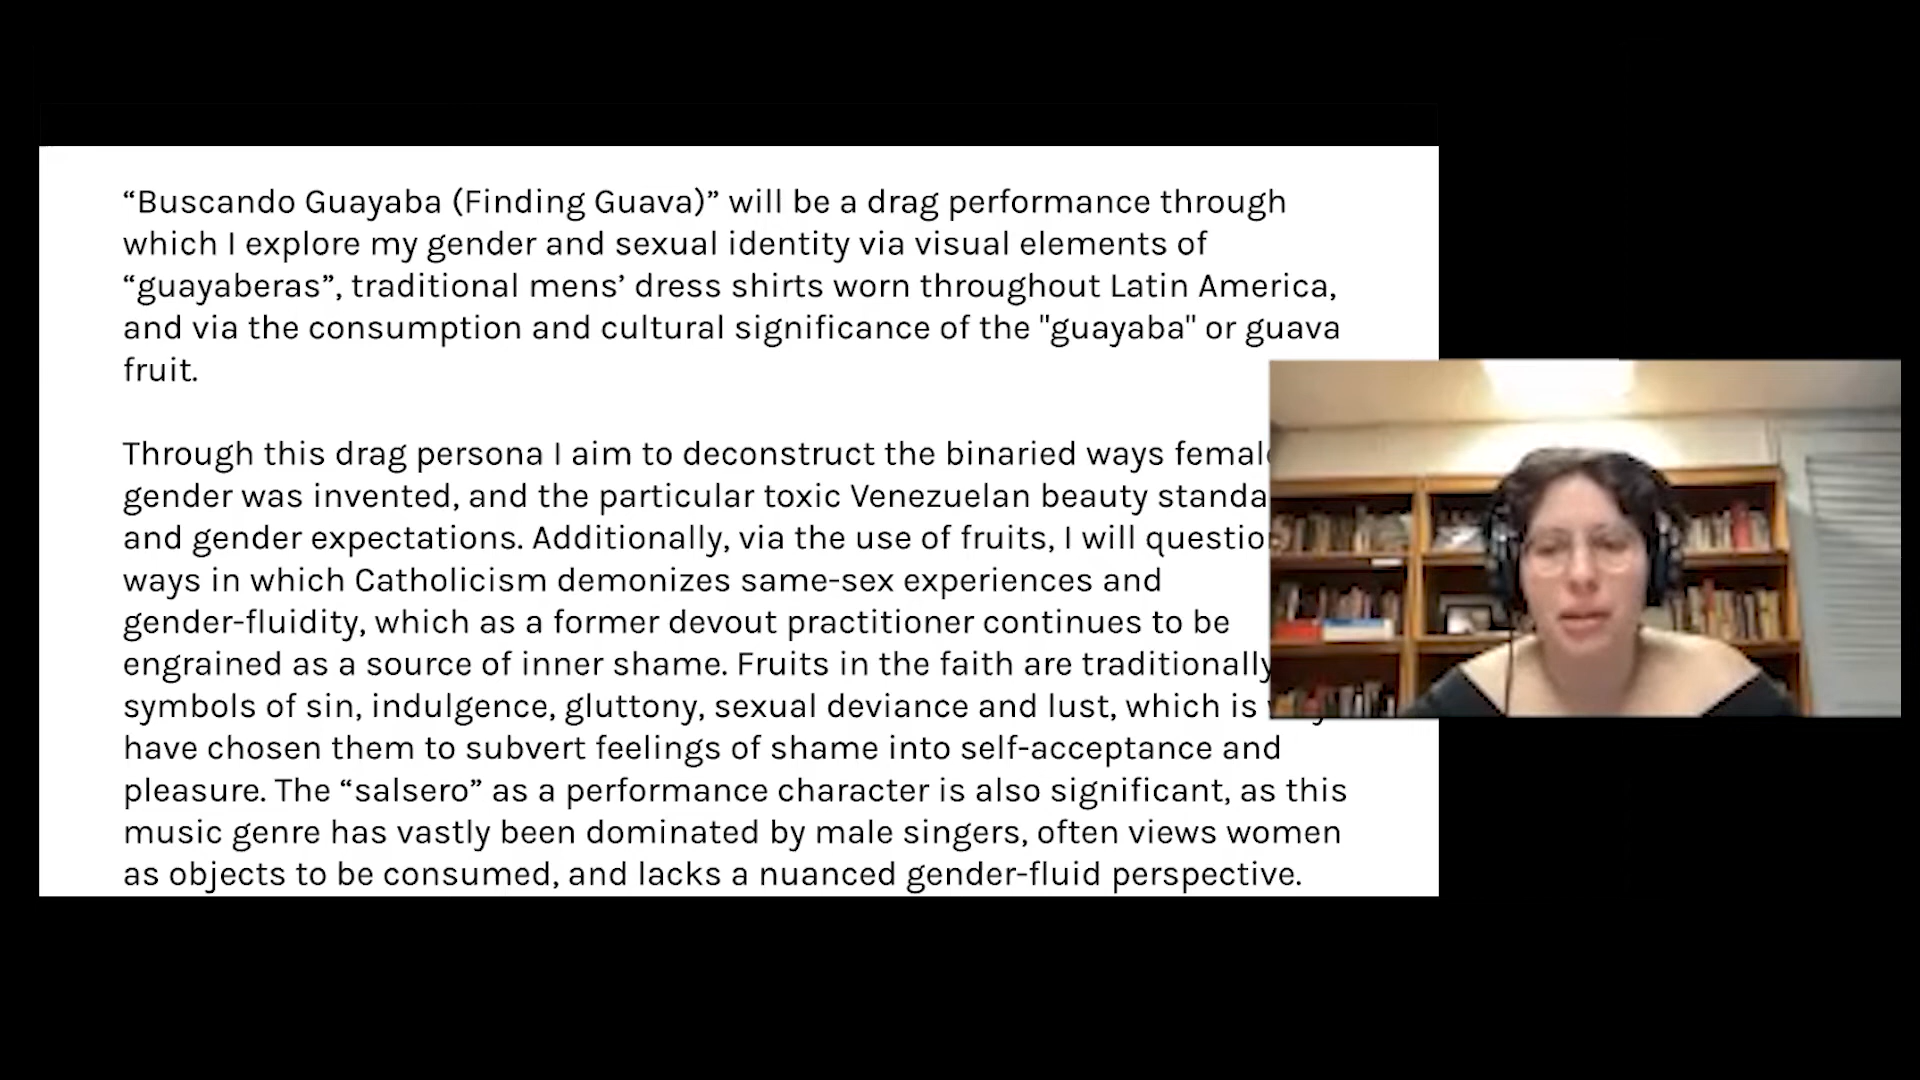 “Buscando Guayaba (Finding Guava)” will be a drag performance through
which I explore my gender and sexual identity via visual elements of
“guayaberas”, traditional mens’ dress shirts worn throughout Latin America,
and via the consumption and cultural significance of the "guayaba" or guava
fruit.
Through this drag persona I aim to deconstruct the binaried ways
gender was invented, and the particular toxic Venezuelan beauty
and gender expectations. Additionally, via the use of fruits, I will
ways in which Catholicism demonizes same-sex experiences and
gender-fluidity, which as a former devout practitioner continues to be
engrained as a source of inner shame. Fruits in the faith are traditionally
symbols of sin, indulgence, gluttony, sexual deviance and lust, which is
have chosen them to subvert feelings of shame into self-acceptance and
pleasure. The “salsero” as a performance character is also significant, as this
music genre has vastly been dominated by male singers, often views women
as objects to be consumed, and lacks a nuanced gender-fluid perspective.